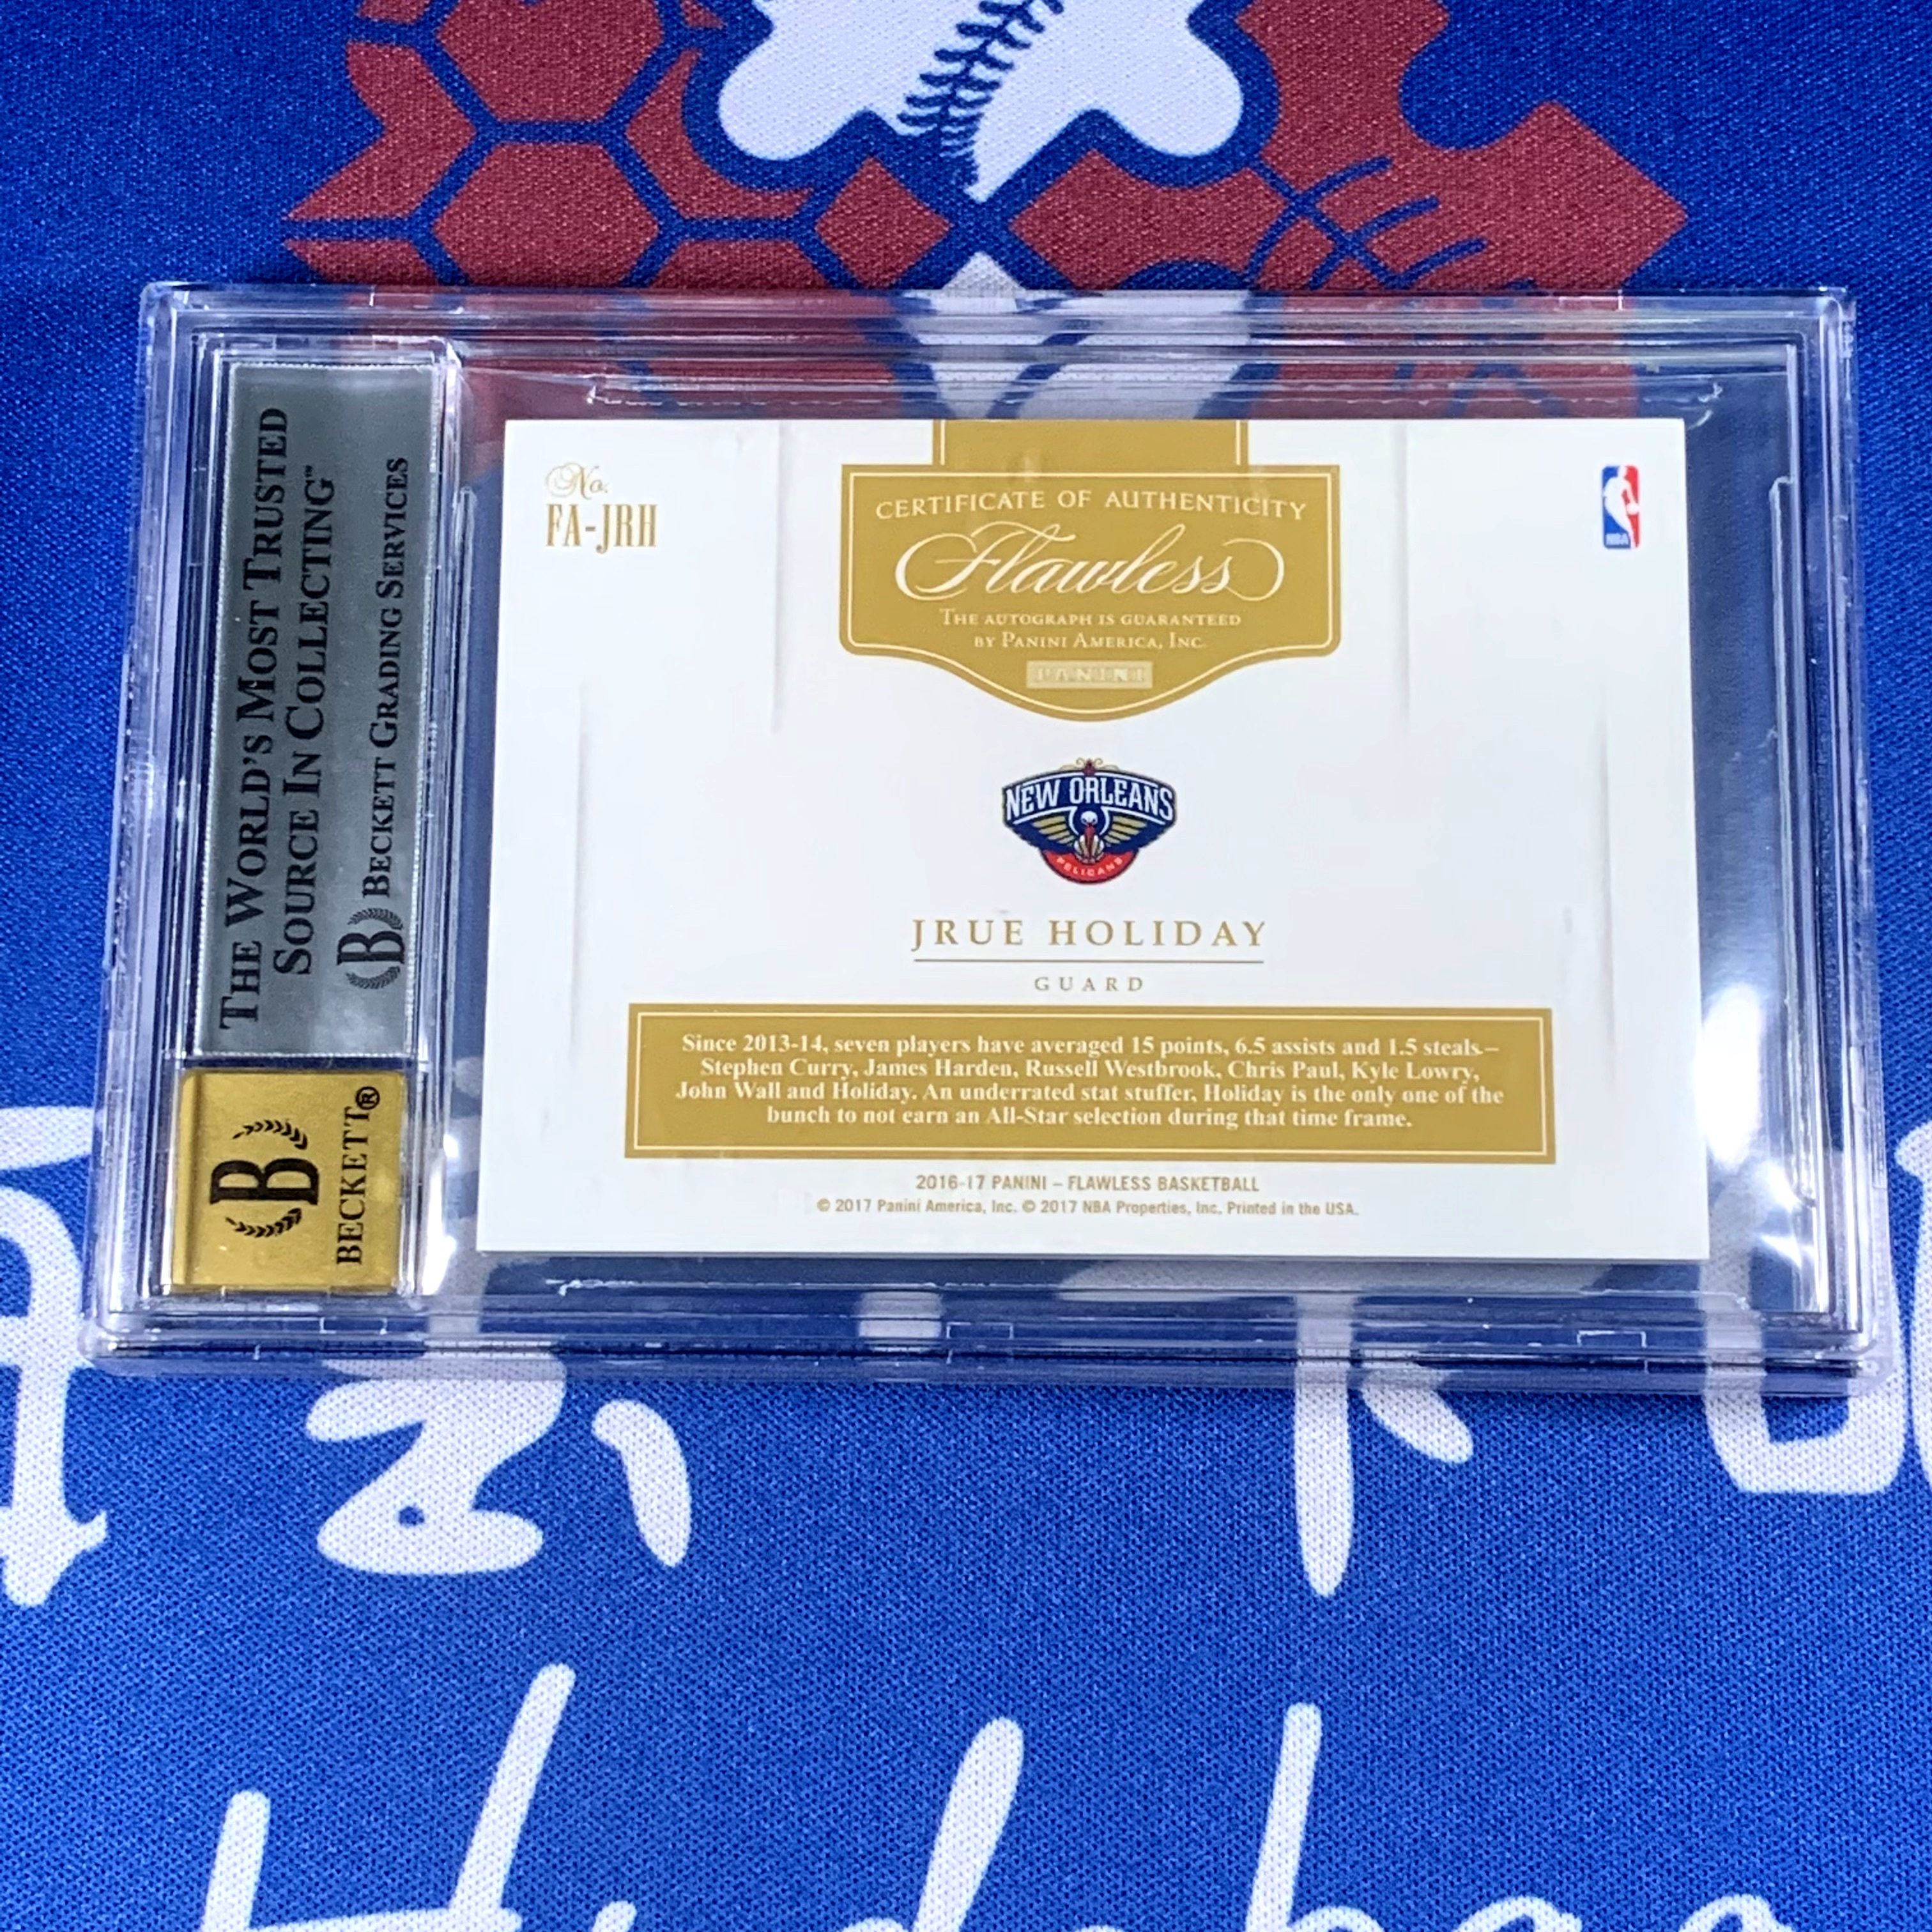 THE WORLD'S MOST TRUSTED
SOURCE IN COLLECTING™
B BECKETT GRADING SERVICES
B
BECKETT®
No.
FA-JRH
CERTIFICATE OF AUTHENTICITY
Flawless
THE AUTOGRAPH IS GUARANTEED
BY PANINI AMERICA, INC.
PANINI
NBA
NEW ORLEANS
PELICANS
JRUE HOLIDAY
GUARD
Since 2013-14, seven players have averaged 15 points, 6.5 assists and 1.5 steals–
Stephen Curry, James Harden, Russell Westbrook, Chris Paul, Kyle Lowry,
John Wall and Holiday. An underrated stat stuffer, Holiday is the only one of the
bunch to not earn an All-Star selection during that time frame.
2016-17 PANINI – FLAWLESS BASKETBALL
© 2017 Panini America, Inc. © 2017 NBA Properties, Inc. Printed in the USA.